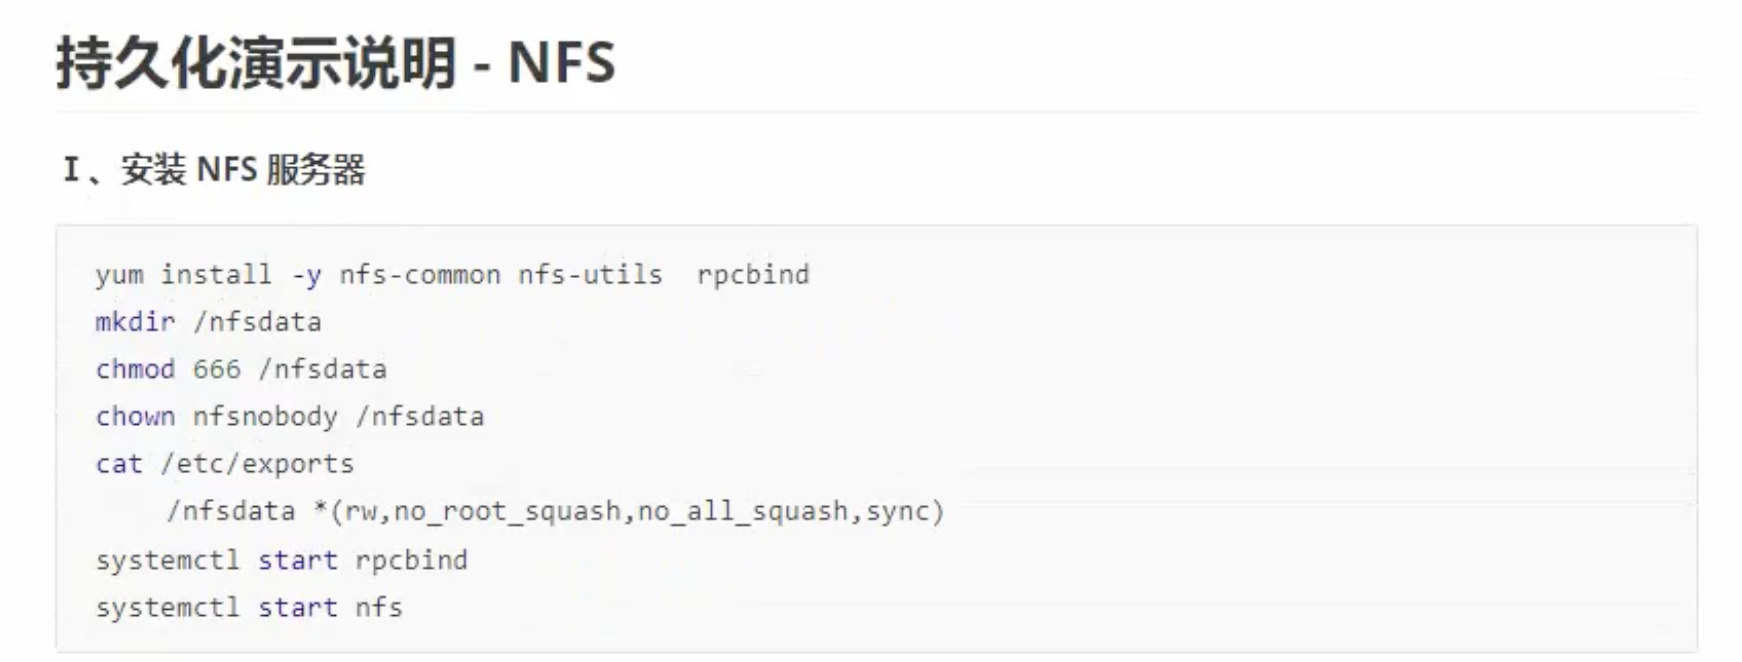 持久化演示说明 - NFS
Ⅰ、安装 NFS 服务器
yum install -y nfs-common nfs-utils  rpcbind
mkdir /nfsdata
chmod 666 /nfsdata
chown nfsnobody /nfsdata
cat /etc/exports
    /nfsdata *(rw,no_root_squash,no_all_squash,sync)
systemctl start rpcbind
systemctl start nfs